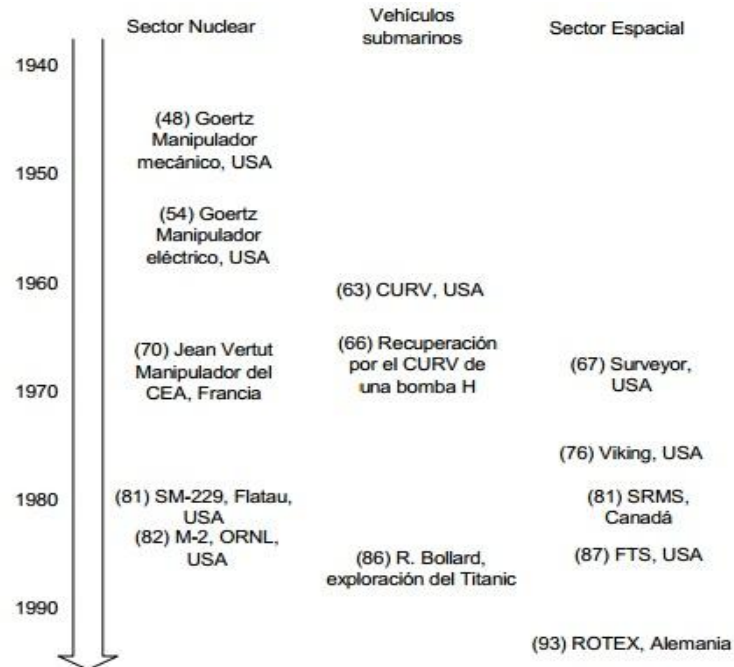 Sector Nuclear
Vehículos
submarinos
Sector Espacial
1940
(48) Goertz
Manipulador
mecánico, USA
1950
(54) Goertz
Manipulador
eléctrico, USA
1960
(63) CURV, USA
(70) Jean Vertut
Manipulador del
CEA, Francia
(66) Recuperación
por el CURV de
una bomba H
(67) Surveyor,
USA
1970
(76) Viking, USA
1980
(81) SM-229, Flatau,
USA
(82) M-2, ORNL,
USA
(81) SRMS,
Canadá
(86) R. Bollard,
exploración del Titanic
(87) FTS, USA
1990
(93) ROTEX, Alemania